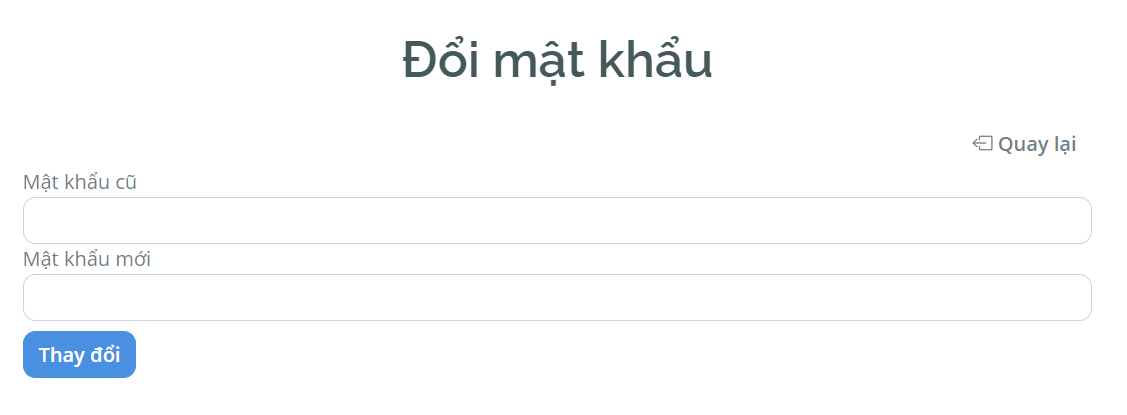 Đổi mật khẩu
Quay lại
Mật khẩu cũ
Mật khẩu mới
Thay đổi